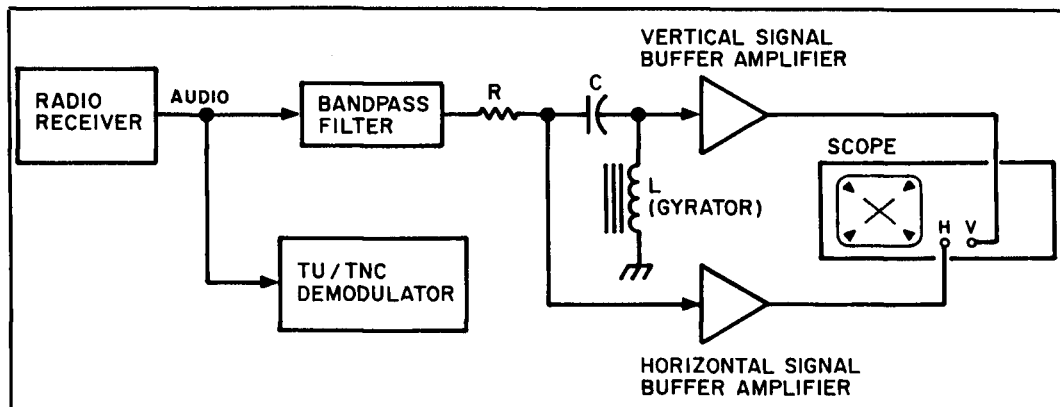 VERTICAL SIGNAL
BUFFER AMPLIFIER
RADIO
RECEIVER
AUDIO
BANDPASS
FILTER
R
C
L
(GYRATOR)
SCOPE
H V
TU/TNC
DEMODULATOR
HORIZONTAL SIGNAL
BUFFER AMPLIFIER